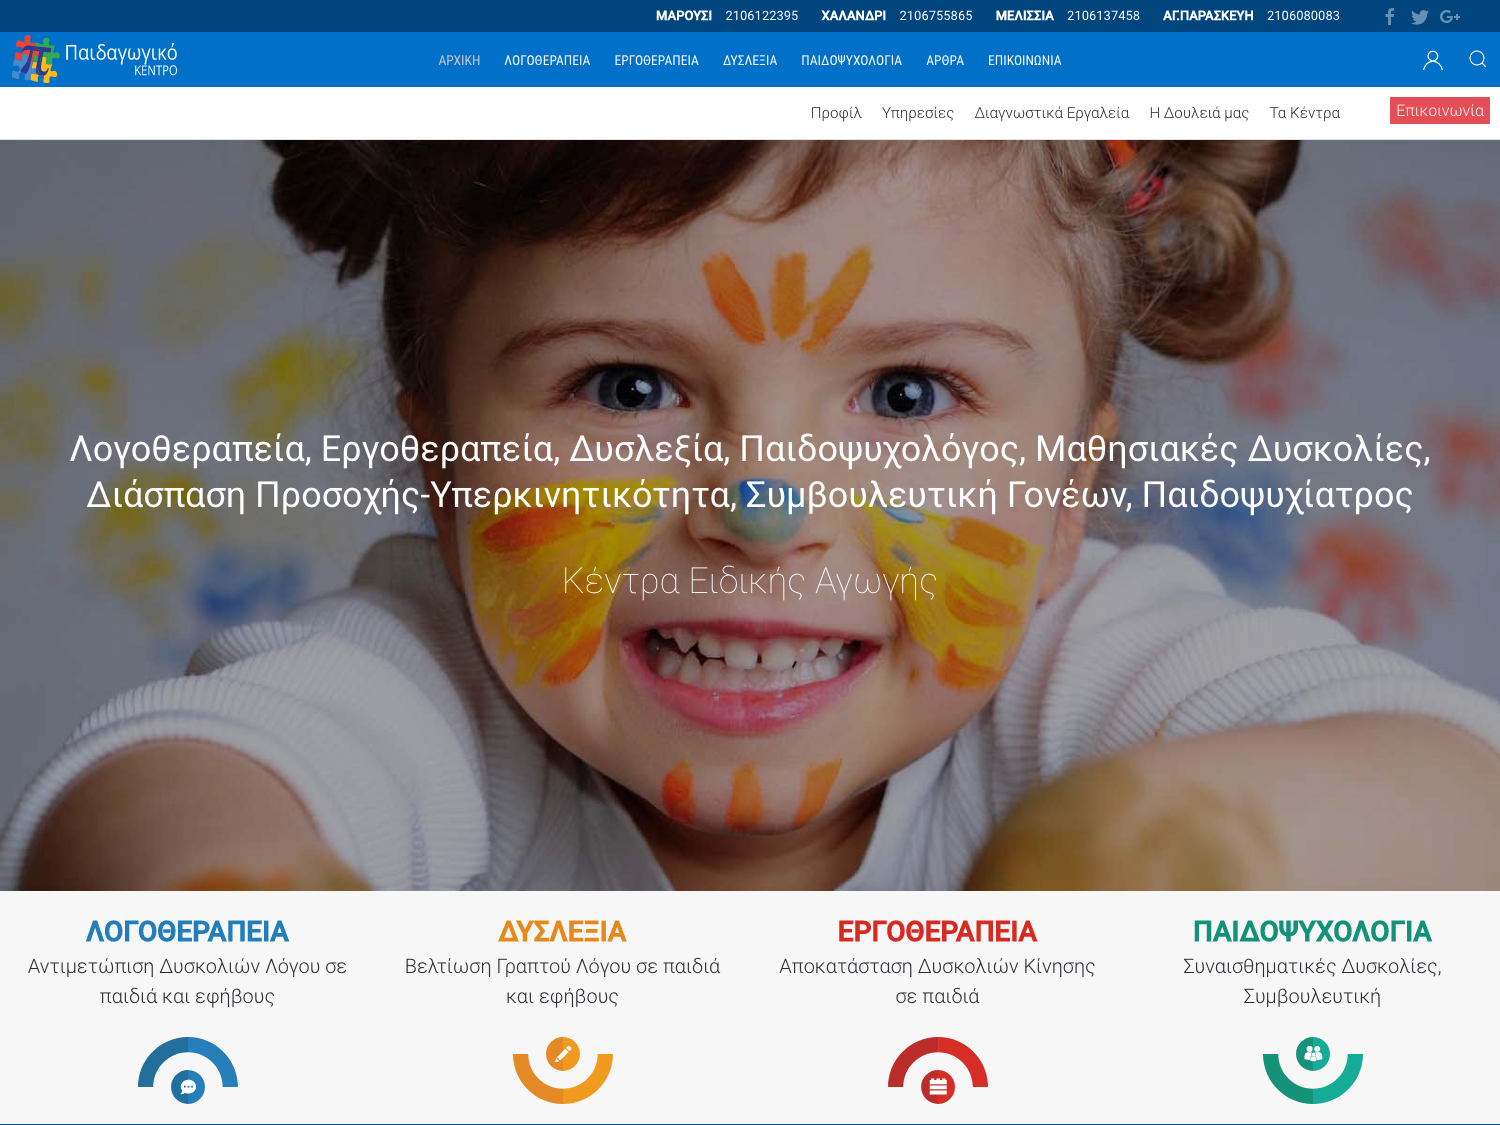 ΜΑΡΟΥΣΙ 2106122395 ΧΑΛΑΝΔΡΙ 2106755865 ΜΕΛΙΣΣΙΑ 2106137458 ΑΓ.ΠΑΡΑΣΚΕΥΗ 2106080083
Παιδαγωγικό
ΚΕΝΤΡΟ
ΑΡΧΙΚΗ ΛΟΓΟΘΕΡΑΠΕΙΑ ΕΡΓΟΘΕΡΑΠΕΙΑ ΔΥΣΛΕΞΙΑ ΠΑΙΔΟΨΥΧΟΛΟΓΙΑ ΑΡΘΡΑ ΕΠΙΚΟΙΝΩΝΙΑ
Προφίλ Υπηρεσίες Διαγνωστικά Εργαλεία Η Δουλειά μας Τα Κέντρα Επικοινωνία
Λογοθεραπεία, Εργοθεραπεία, Δυσλεξία, Παιδοψυχολόγος, Μαθησιακές Δυσκολίες,
Διάσπαση Προσοχής-Υπερκινητικότητα, Συμβουλευτική Γονέων, Παιδοψυχίατρος
Κέντρα Ειδικής Αγωγής
ΛΟΓΟΘΕΡΑΠΕΙΑ
Αντιμετώπιση Δυσκολιών Λόγου σε
παιδιά και εφήβους
ΔΥΣΛΕΞΙΑ
Βελτίωση Γραπτού Λόγου σε παιδιά
και εφήβους
ΕΡΓΟΘΕΡΑΠΕΙΑ
Αποκατάσταση Δυσκολιών Κίνησης
σε παιδιά
ΠΑΙΔΟΨΥΧΟΛΟΓΙΑ
Συναισθηματικές Δυσκολίες,
Συμβουλευτική